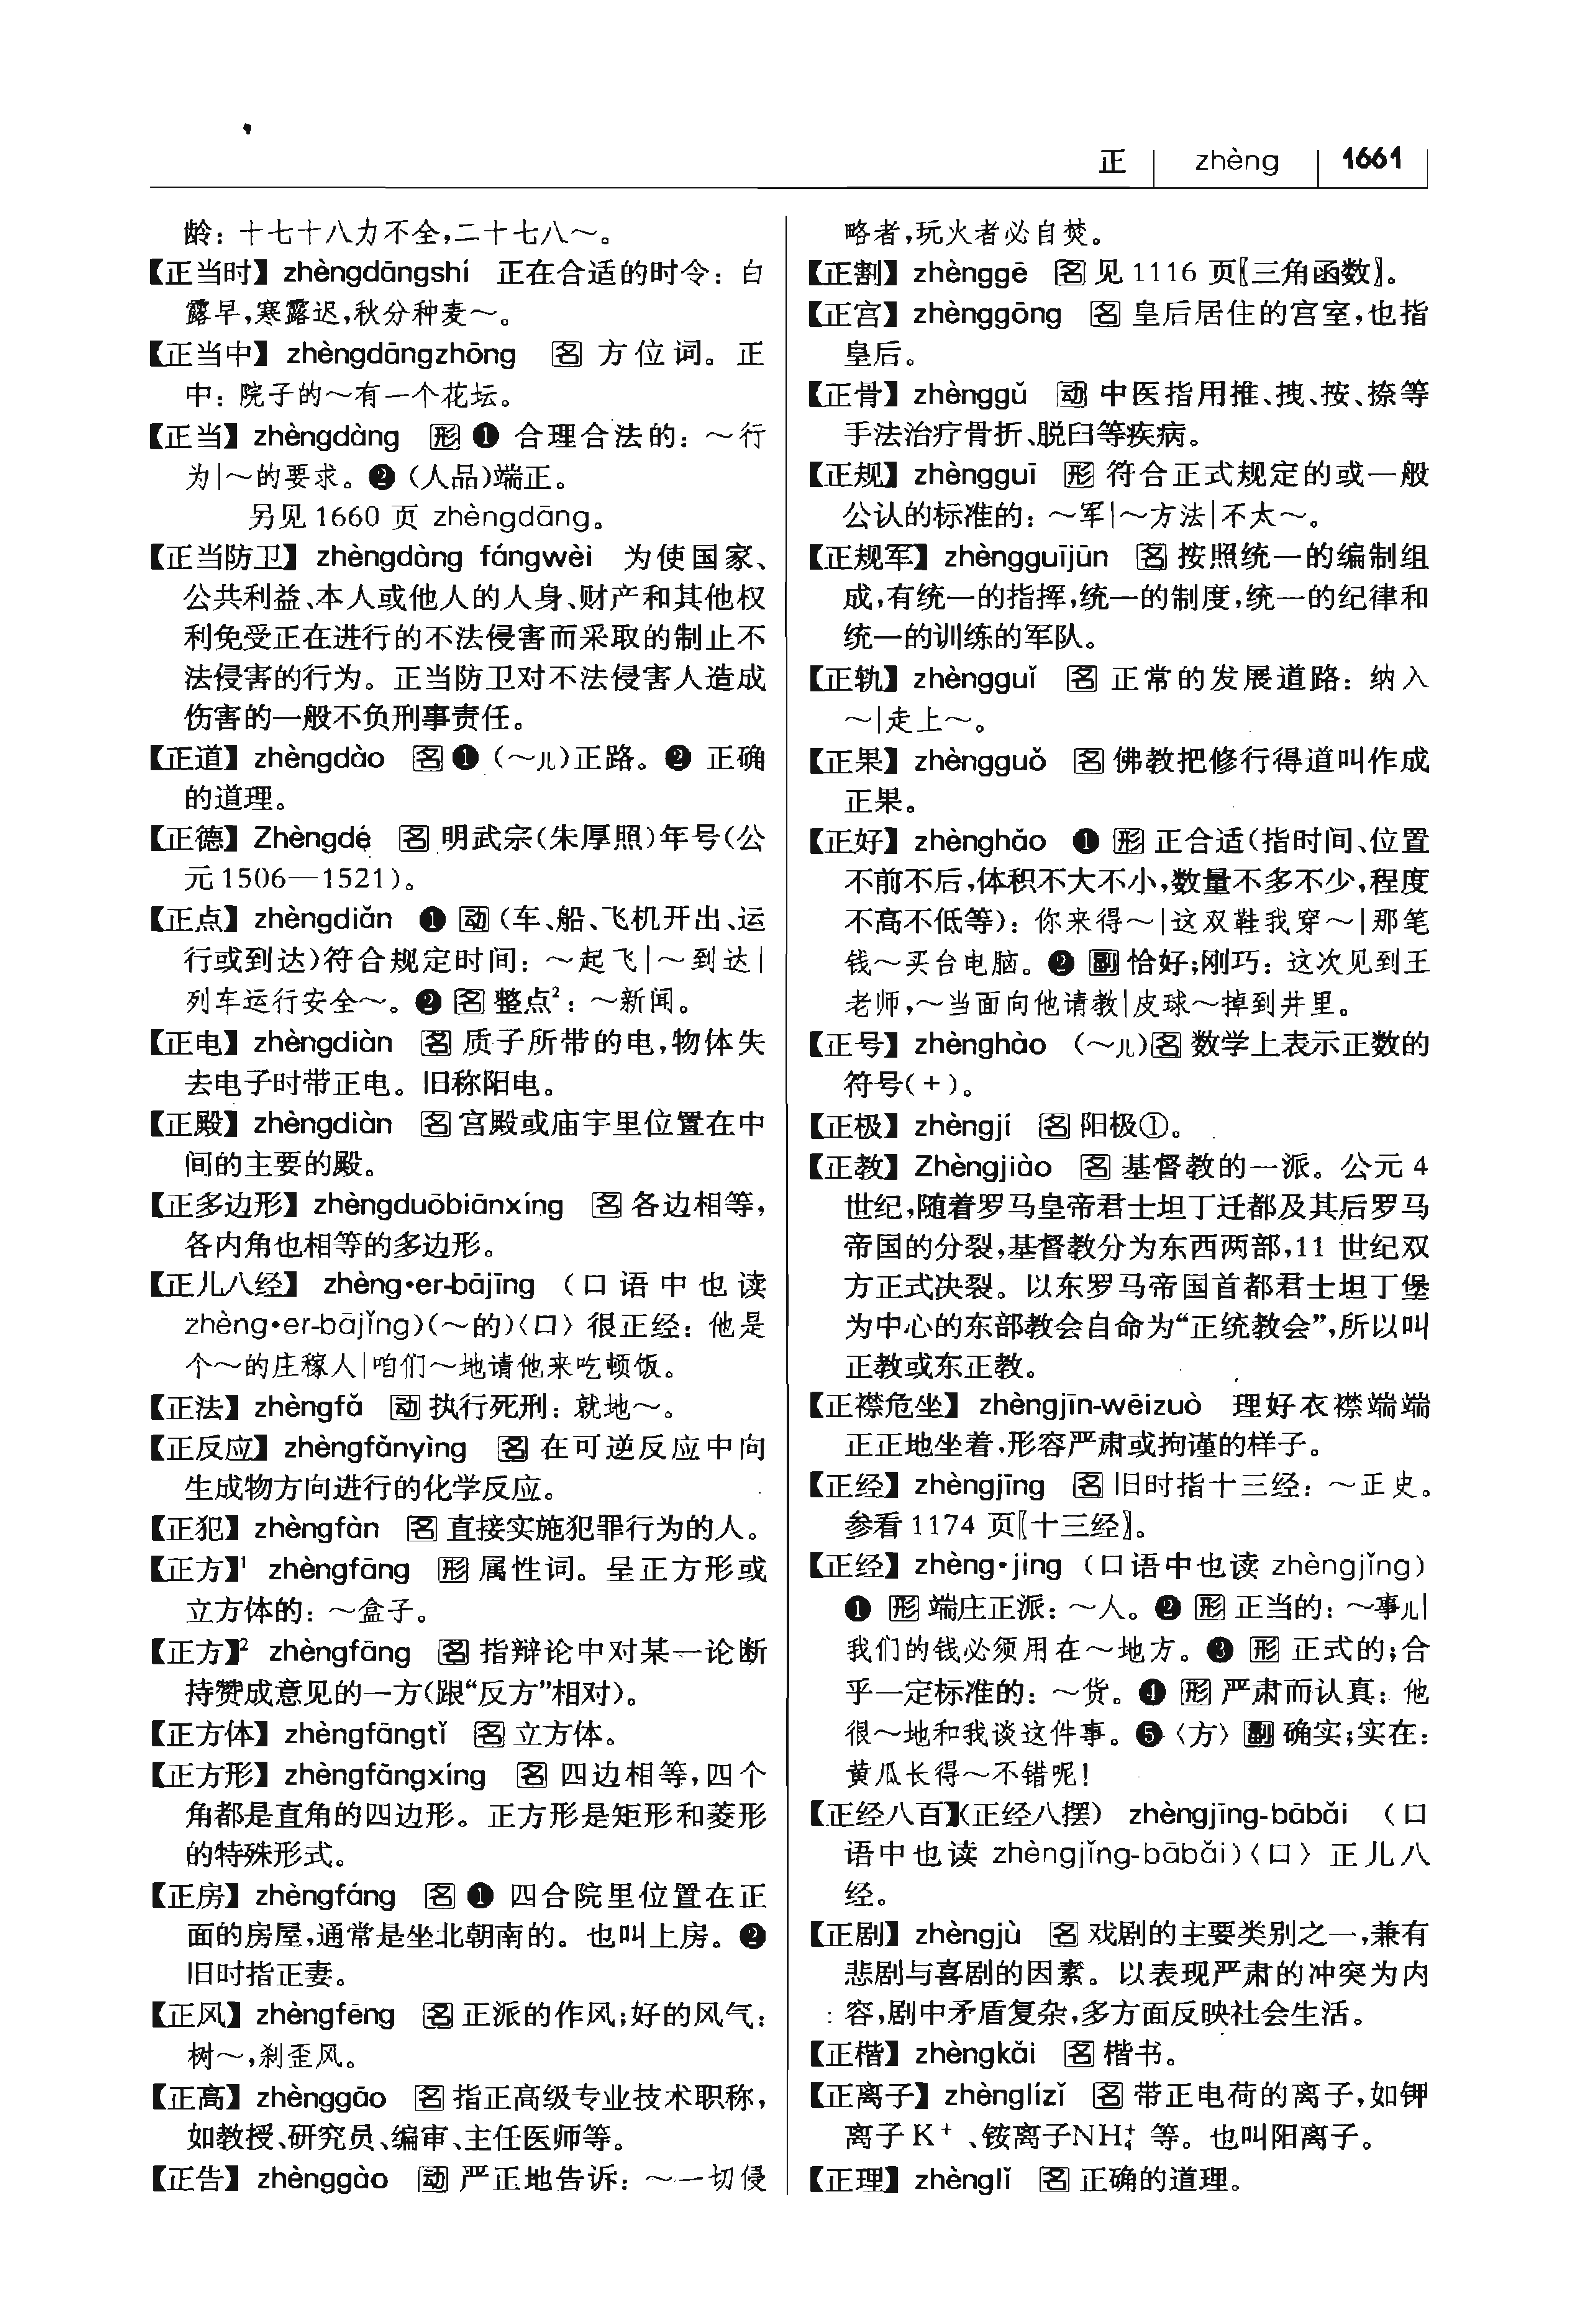 正 zhèng 1661
龄：十七十八力不全，二十七八～。
【正当时】 zhèngdāngshí 正在合适的时令：白
露早，寒露迟，秋分种麦～。
【正当中】 zhèngdāngzhōng 名 方位词。正
中：院子的～有一个花坛。
【正当】 zhèngdàng 形 ❶ 合理合法的：～行
为|～的要求。❷（人品）端正。
另见 1660 页 zhèngdāng。
【正当防卫】 zhèngdàng fángwèi 为使国家、
公共利益、本人或他人的人身、财产和其他权
利免受正在进行的不法侵害而采取的制止不
法侵害的行为。正当防卫对不法侵害人造成
伤害的一般不负刑事责任。
【正道】 zhèngdào 名 ❶（～儿）正路。❷ 正确
的道理。
【正德】 Zhèngdé 名 明武宗（朱厚照）年号（公
元 1506—1521）。
【正点】 zhèngdiǎn ❶ 动（车、船、飞机开出、运
行或到达）符合规定时间：～起飞|～到达|
列车运行安全～。❷ 名 整点²：～新闻。
【正电】 zhèngdiàn 名 质子所带的电，物体失
去电子时带正电。旧称阳电。
【正殿】 zhèngdiàn 名 宫殿或庙宇里位置在中
间的主要的殿。
【正多边形】 zhèngduōbiānxíng 名 各边相等，
各内角也相等的多边形。
【正儿八经】 zhèng•er-bājīng （口语中也读
zhèng•er-bājǐng）（～的）〈口〉很正经：他是
个～的庄稼人|咱们～地请他来吃顿饭。
【正法】 zhèngfǎ 动 执行死刑：就地～。
【正反应】 zhèngfǎnyìng 名 在可逆反应中向
生成物方向进行的化学反应。
【正犯】 zhèngfàn 名 直接实施犯罪行为的人。
【正方】¹ zhèngfāng 形 属性词。呈正方形或
立方体的：～盒子。
【正方】² zhèngfāng 名 指辩论中对某一论断
持赞成意见的一方（跟“反方”相对）。
【正方体】 zhèngfāngtǐ 名 立方体。
【正方形】 zhèngfāngxíng 名 四边相等，四个
角都是直角的四边形。正方形是矩形和菱形
的特殊形式。
【正房】 zhèngfáng 名 ❶ 四合院里位置在正
面的房屋，通常是坐北朝南的。也叫上房。❷
旧时指正妻。
【正风】 zhèngfēng 名 正派的作风；好的风气：
树～，刹歪风。
【正高】 zhènggāo 名 指正高级专业技术职称，
如教授、研究员、编审、主任医师等。
【正告】 zhènggào 动 严正地告诉：～一切侵
略者，玩火者必自焚。
【正割】 zhènggē 名 见 1116 页〖三角函数〗。
【正宫】 zhènggōng 名 皇后居住的宫室，也指
皇后。
【正骨】 zhènggǔ 动 中医指用推、拽、按、捺等
手法治疗骨折、脱臼等疾病。
【正规】 zhèngguī 形 符合正式规定的或一般
公认的标准的：～军|～方法|不太～。
【正规军】 zhèngguījūn 名 按照统一的编制组
成，有统一的指挥，统一的制度，统一的纪律和
统一的训练的军队。
【正轨】 zhèngguǐ 名 正常的发展道路：纳入
～|走上～。
【正果】 zhèngguǒ 名 佛教把修行得道叫作成
正果。
【正好】 zhènghǎo ❶ 形 正合适（指时间、位置
不前不后，体积不大不小，数量不多不少，程度
不高不低等）：你来得～|这双鞋我穿～|那笔
钱～买台电脑。❷ 副 恰好；刚巧：这次见到王
老师，～当面向他请教|皮球～掉到井里。
【正号】 zhènghào （～儿）名 数学上表示正数的
符号（+）。
【正极】 zhèngjí 名 阳极①。
【正教】 Zhèngjiào 名 基督教的一派。公元 4
世纪，随着罗马皇帝君士坦丁迁都及其后罗马
帝国的分裂，基督教分为东西两部，11 世纪双
方正式决裂。以东罗马帝国首都君士坦丁堡
为中心的东部教会自命为“正统教会”，所以叫
正教或东正教。
【正襟危坐】 zhèngjīn-wēizuò 理好衣襟端端
正正地坐着，形容严肃或拘谨的样子。
【正经】 zhèngjīng 名 旧时指十三经：～正史。
参看 1174 页〖十三经〗。
【正经】 zhèng•jing （口语中也读 zhèngjǐng）
❶ 形 端庄正派：～人。❷ 形 正当的：～事儿|
我们的钱必须用在～地方。❸ 形 正式的；合
乎一定标准的：～货。❹ 形 严肃而认真：他
很～地和我谈这件事。❺〈方〉副 确实；实在：
黄瓜长得～不错呢！
【正经八百】（正经八摆） zhèngjīng-bābǎi （口
语中也读 zhèngjǐng-bābǎi）〈口〉正儿八
经。
【正剧】 zhèngjù 名 戏剧的主要类别之一，兼有
悲剧与喜剧的因素。以表现严肃的冲突为内
容，剧中矛盾复杂，多方面反映社会生活。
【正楷】 zhèngkǎi 名 楷书。
【正离子】 zhènglízǐ 名 带正电荷的离子，如钾
离子 K⁺、铵离子NH₄⁺ 等。也叫阳离子。
【正理】 zhènglǐ 名 正确的道理。